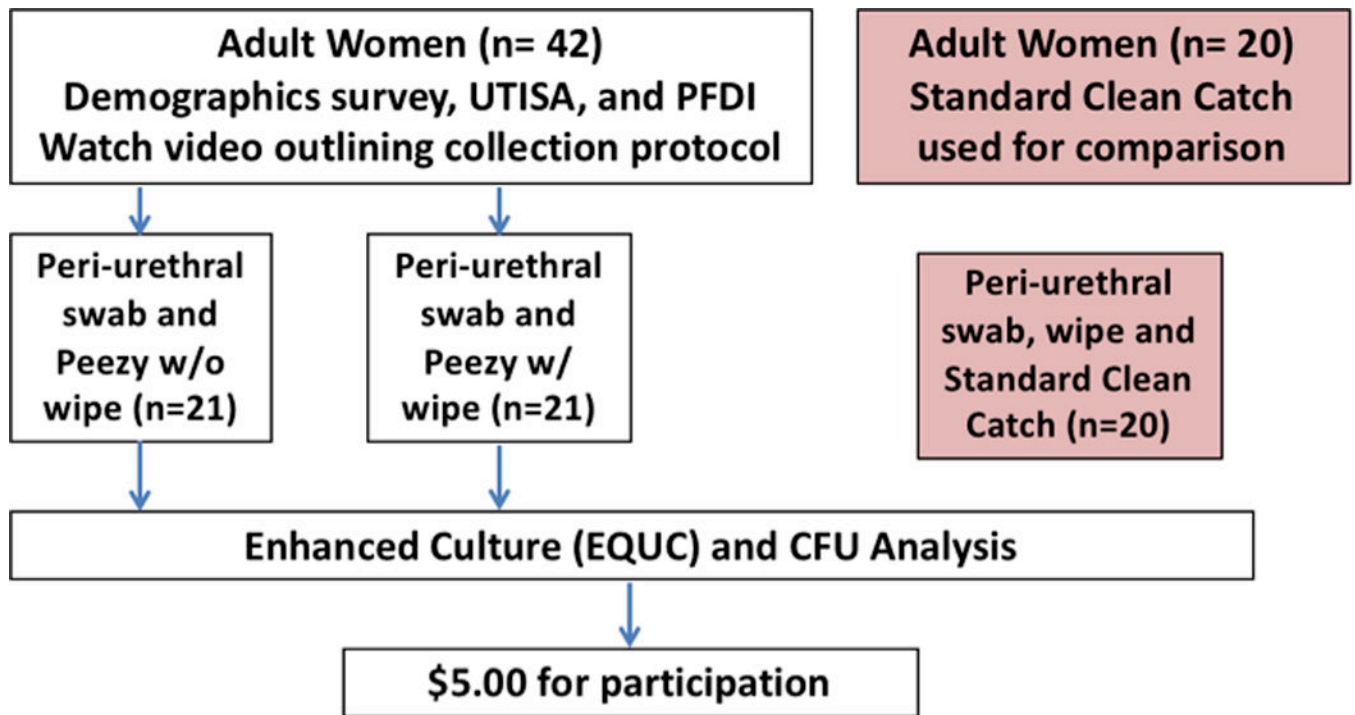 Adult Women (n= 42)
Demographics survey, UTISA, and PFDI
Watch video outlining collection protocol
Adult Women (n= 20)
Standard Clean Catch
used for comparison
Peri-urethral
swab and
Peezy w/o
wipe (n=21)
Peri-urethral
swab and
Peezy w/
wipe (n=21)
Peri-urethral
swab, wipe and
Standard Clean
Catch (n=20)
Enhanced Culture (EQUC) and CFU Analysis
$5.00 for participation